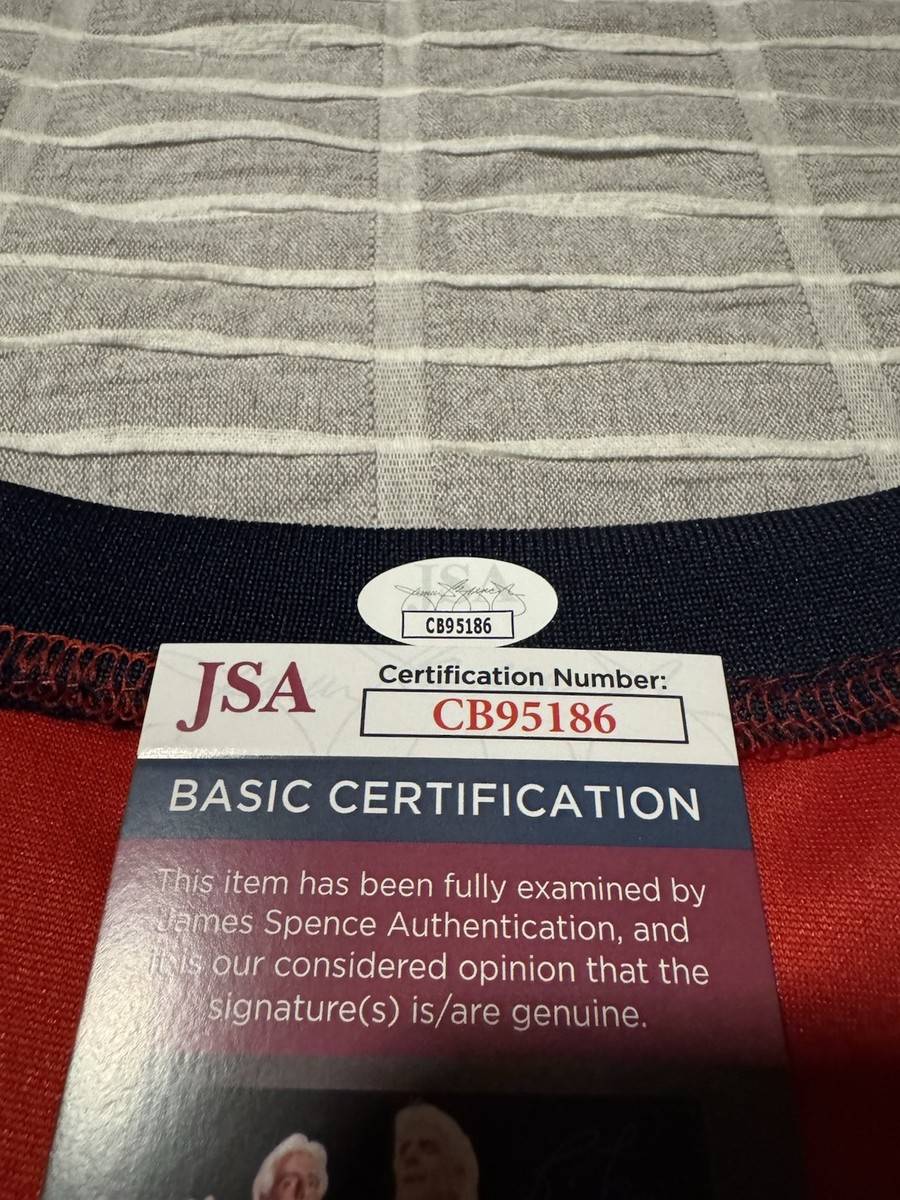 JSA
CB95186
JSA
Certification Number:
CB95186
BASIC CERTIFICATION
This item has been fully examined by
James Spence Authentication, and
it is our considered opinion that the
signature(s) is/are genuine.